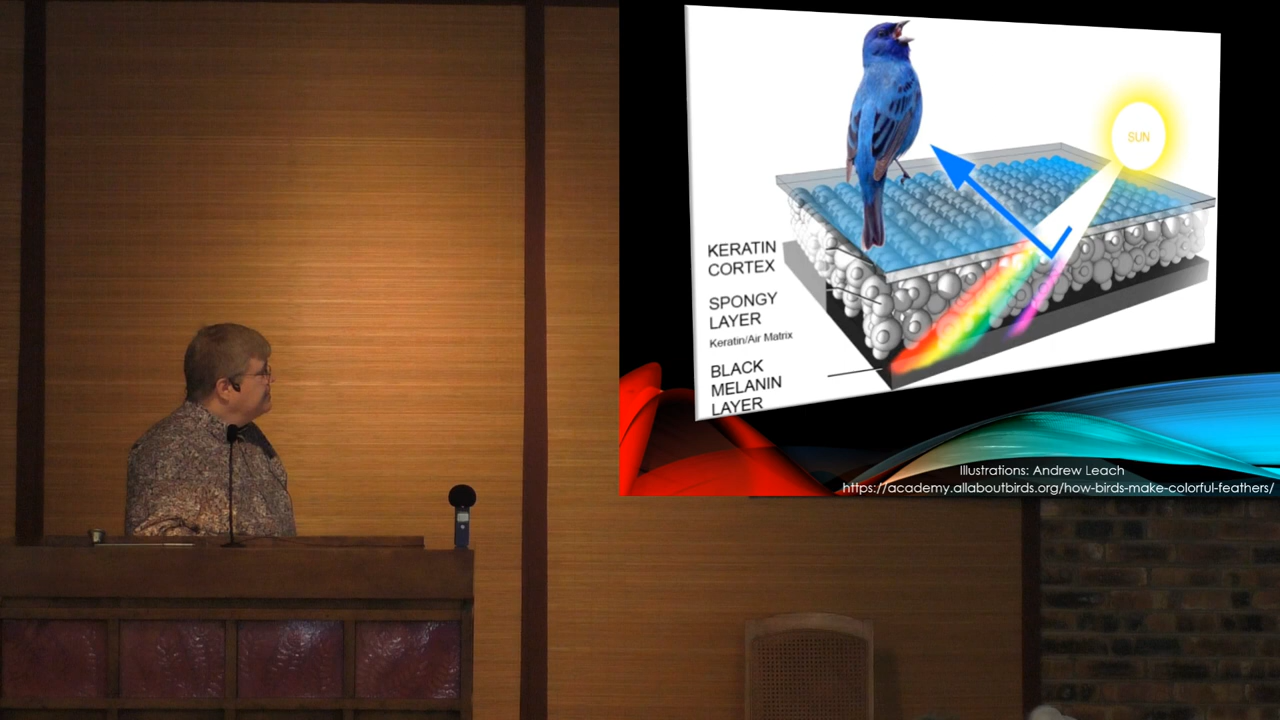 SUN
KERATIN
CORTEX
SPONGY
LAYER
Keratin/Air Matrix
BLACK
MELANIN
LAYER
Illustrations: Andrew Leach
https://academy.allaboutbirds.org/how-birds-make-colorful-feathers/